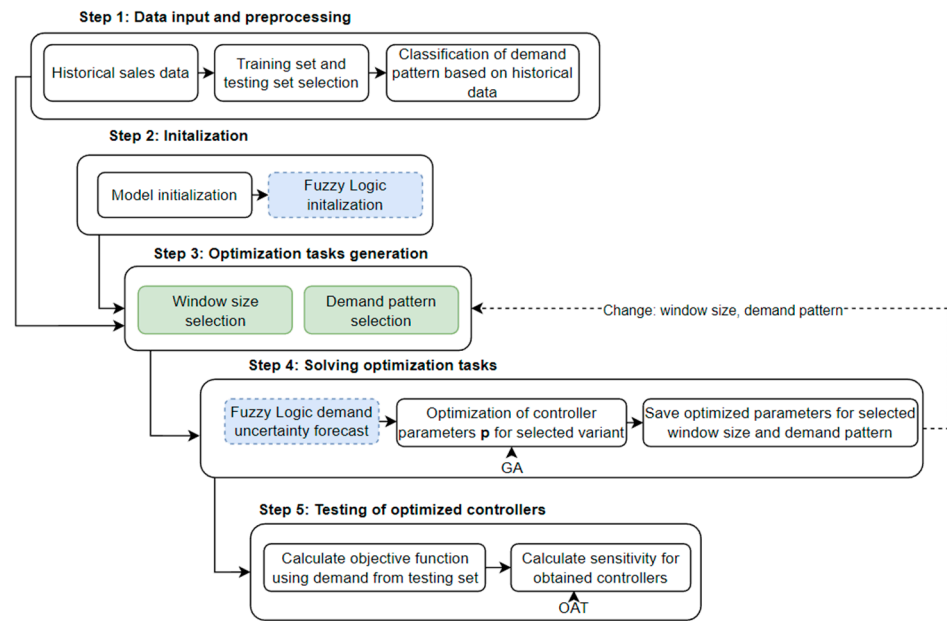 Step 1: Data input and preprocessing
Historical sales data
Training set and
testing set selection
Classification of demand
pattern based on historical
data
Step 2: Initalization
Model initialization
Fuzzy Logic
initalization
Step 3: Optimization tasks generation
Window size
selection
Demand pattern
selection
Change: window size, demand pattern
Step 4: Solving optimization tasks
Fuzzy Logic demand
uncertainty forecast
Optimization of controller
parameters p for selected variant
Save optimized parameters for selected
window size and demand pattern
GA
Step 5: Testing of optimized controllers
Calculate objective function
using demand from testing set
Calculate sensitivity for
obtained controllers
OAT